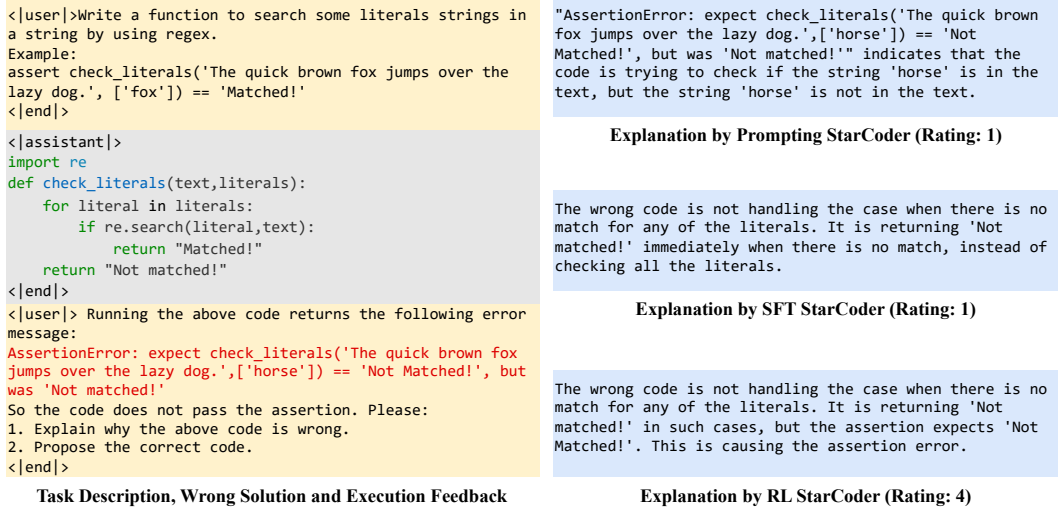 <|user|>Write a function to search some literals strings in
a string by using regex.
Example:
assert check_literals('The quick brown fox jumps over the
lazy dog.', ['fox']) == 'Matched!'
<|end|>
<|assistant|>
import re
def check_literals(text,literals):
    for literal in literals:
        if re.search(literal,text):
            return "Matched!"
    return "Not matched!"
<|end|>
<|user|> Running the above code returns the following error
message:
AssertionError: expect check_literals('The quick brown fox
jumps over the lazy dog.',['horse']) == 'Not Matched!', but
was 'Not matched!'
So the code does not pass the assertion. Please:
1. Explain why the above code is wrong.
2. Propose the correct code.
<|end|>
Task Description, Wrong Solution and Execution Feedback
"AssertionError: expect check_literals('The quick brown
fox jumps over the lazy dog.',['horse']) == 'Not
Matched!', but was 'Not matched!'" indicates that the
code is trying to check if the string 'horse' is in the
text, but the string 'horse' is not in the text.
Explanation by Prompting StarCoder (Rating: 1)
The wrong code is not handling the case when there is no
match for any of the literals. It is returning 'Not
matched!' immediately when there is no match, instead of
checking all the literals.
Explanation by SFT StarCoder (Rating: 1)
The wrong code is not handling the case when there is no
match for any of the literals. It is returning 'Not
matched!' in such cases, but the assertion expects 'Not
Matched!'. This is causing the assertion error.
Explanation by RL StarCoder (Rating: 4)